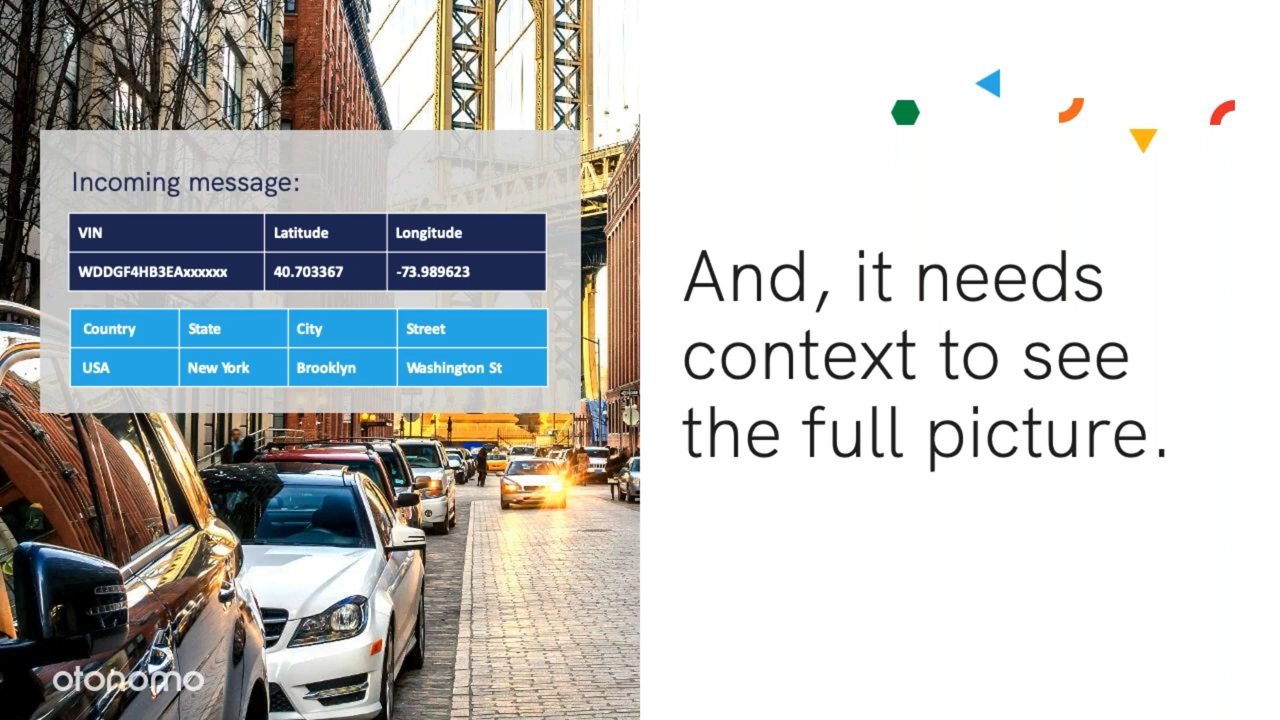 Incoming message:
VIN Latitude Longitude
WDDGF4HB3EAxxxxxx 40.703367 -73.989623
Country State City Street
USA New York Brooklyn Washington St
otonomo
And, it needs
context to see
the full picture.